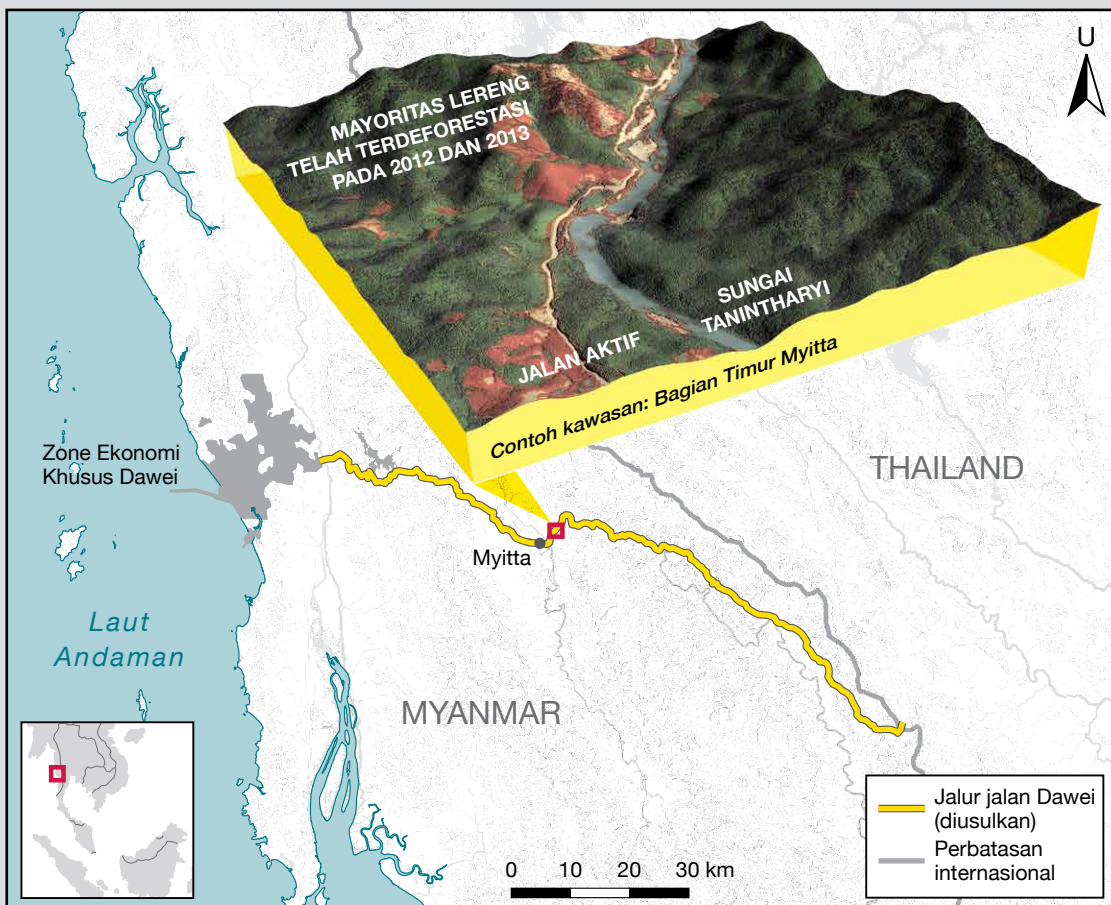 U
MAYORITAS LERENG
TELAH TERDEFORESTASI
PADA 2012 DAN 2013
SUNGAI
TANINTHARYI
JALAN AKTIF
Contoh kawasan: Bagian Timur Myitta
Zone Ekonomi
Khusus Dawei
THAILAND
Myitta
Laut
Andaman
MYANMAR
Jalur jalan Dawei
(diusulkan)
Perbatasan
internasional
0 10 20 30 km